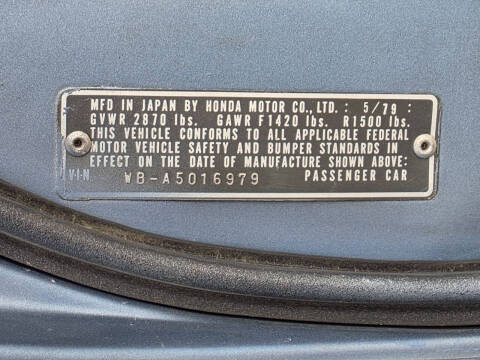 MFD IN JAPAN BY HONDA MOTOR CO., LTD. : 5/79 :
GVWR 2870 lbs. GAWR F1420 lbs. R1500 lbs.
THIS VEHICLE CONFORMS TO ALL APPLICABLE FEDERAL
MOTOR VEHICLE SAFETY AND BUMPER STANDARDS IN
EFFECT ON THE DATE OF MANUFACTURE SHOWN ABOVE:
V·I·N WB-A5016979 PASSENGER CAR